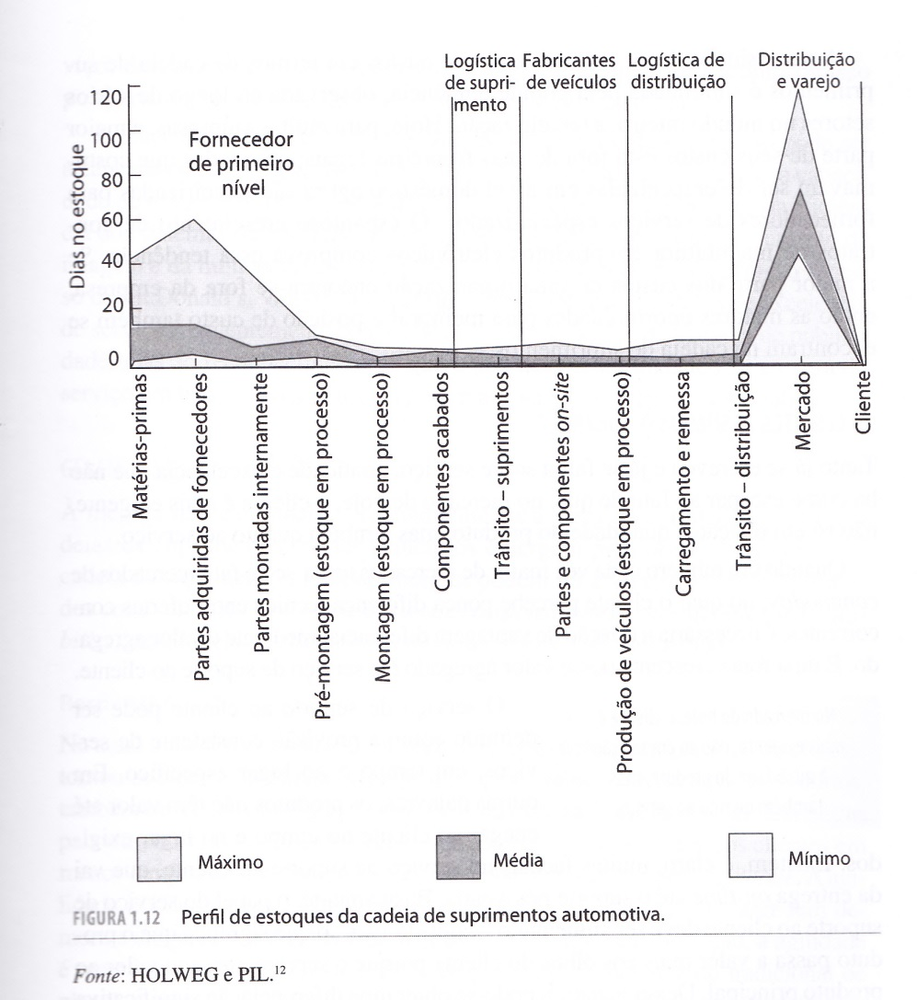 Logística
de supri-
mento
Fabricantes
de veículos
Logística de
distribuição
Distribuição
e varejo
Fornecedor
de primeiro
nível
Dias no estoque
120
100
80
60
40
20
0
Matérias-primas
Partes adquiridas de fornecedores
Partes montadas internamente
Pré-montagem (estoque em processo)
Montagem (estoque em processo)
Componentes acabados
Trânsito – suprimentos
Partes e componentes on-site
Produção de veículos (estoque em processo)
Carregamento e remessa
Trânsito – distribuição
Mercado
Cliente
Máximo
Média
Mínimo
FIGURA 1.12 Perfil de estoques da cadeia de suprimentos automotiva.
Fonte: HOLWEG e PIL.12